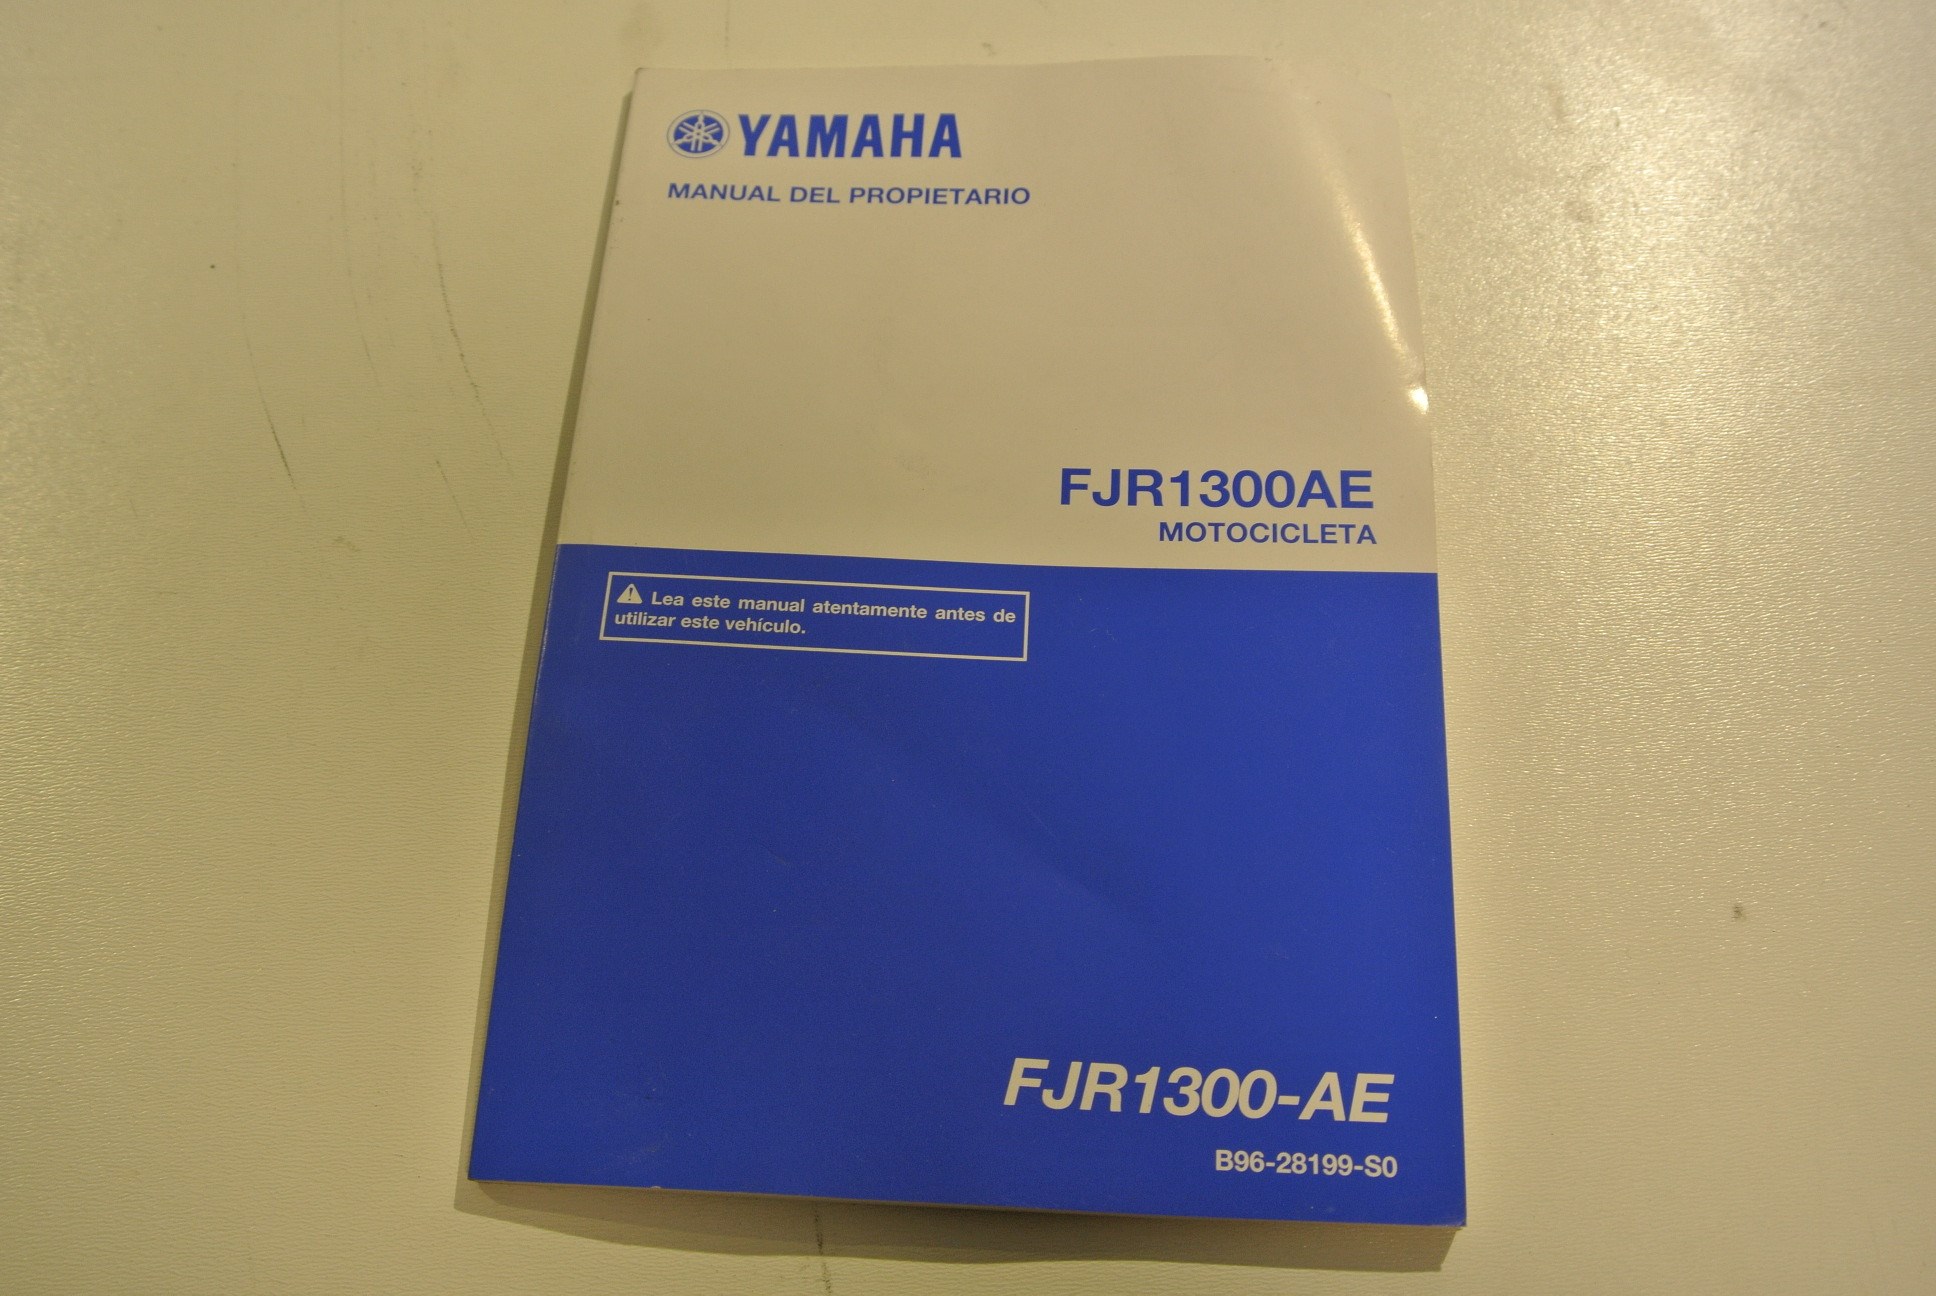 YAMAHA
MANUAL DEL PROPIETARIO
FJR1300AE
MOTOCICLETA
Lea este manual atentamente antes de
utilizar este vehículo.
FJR1300-AE
B96-28199-S0